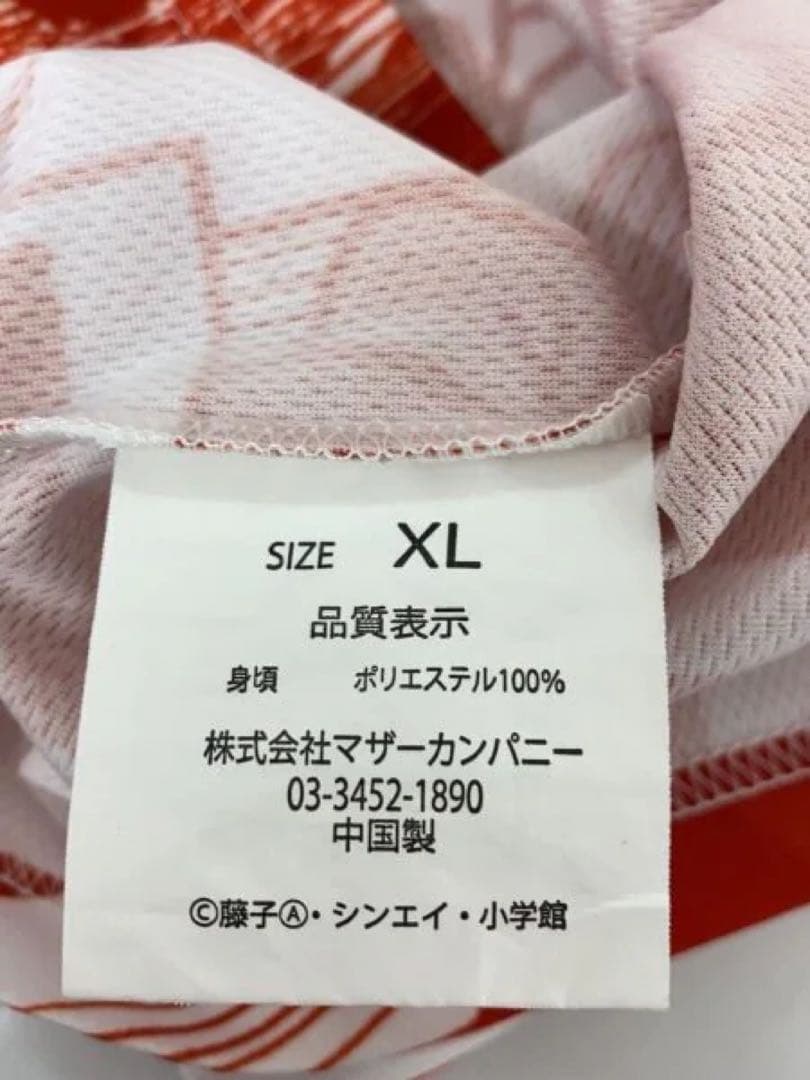 SIZE XL
品質表示
身頃 ポリエステル100%
株式会社マザーカンパニー
03-3452-1890
中国製
©藤子Ⓐ・シンエイ・小学館